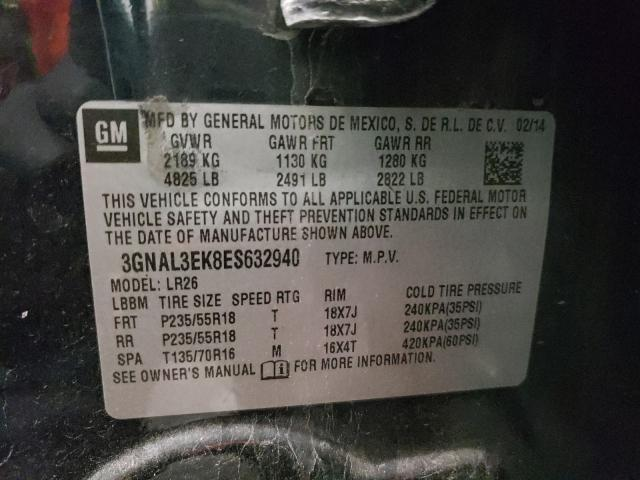 GM
MFD BY GENERAL MOTORS DE MEXICO, S. DE R.L. DE C.V. 02/14
GVWR GAWR FRT GAWR RR
2189 KG 1130 KG 1280 KG
4825 LB 2491 LB 2822 LB
THIS VEHICLE CONFORMS TO ALL APPLICABLE U.S. FEDERAL MOTOR
VEHICLE SAFETY AND THEFT PREVENTION STANDARDS IN EFFECT ON
THE DATE OF MANUFACTURE SHOWN ABOVE.
3GNAL3EK8ES632940 TYPE: M.P.V.
MODEL: LR26
LBBM TIRE SIZE SPEED RTG RIM COLD TIRE PRESSURE
FRT P235/55R18 T 18X7J 240KPA(35PSI)
RR P235/55R18 T 18X7J 240KPA(35PSI)
SPA T135/70R16 M 16X4T 420KPA(60PSI)
SEE OWNER'S MANUAL FOR MORE INFORMATION.